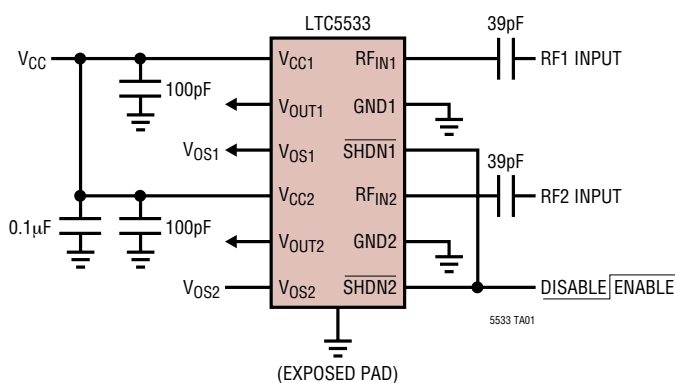 LTC5533
39pF
VCC
VCC1
RFIN1
RF1 INPUT
100pF
VOUT1
GND1
VOS1
VOS1
SHDN1
39pF
VCC2
RFIN2
RF2 INPUT
0.1µF
100pF
VOUT2
GND2
VOS2
VOS2
SHDN2
DISABLE ENABLE
5533 TA01
(EXPOSED PAD)